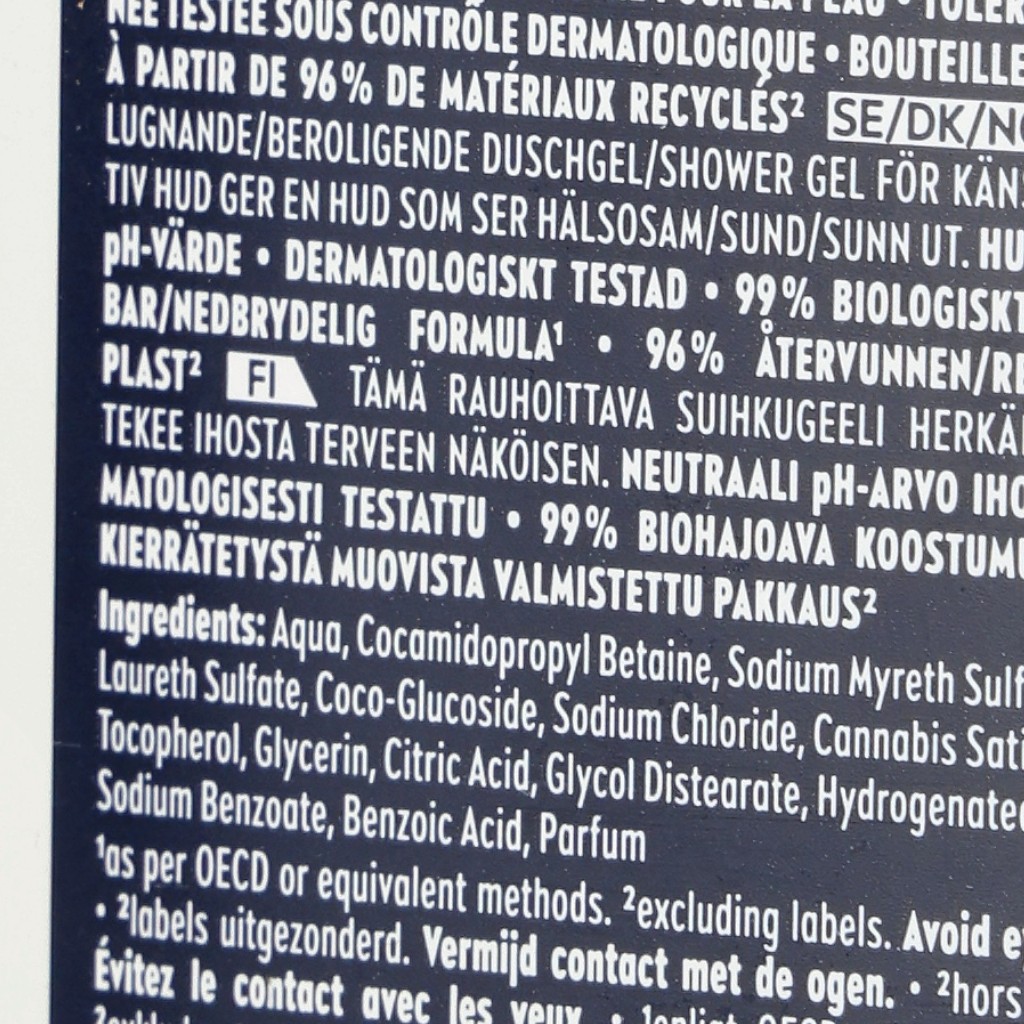 NÉE TESTÉE SOUS CONTRÔLE DERMATOLOGIQUE • BOUTEILLE
À PARTIR DE 96% DE MATÉRIAUX RECYCLÉS² SE/DK/NO
LUGNANDE/BEROLIGENDE DUSCHGEL/SHOWER GEL FÖR KÄNS
TIV HUD GER EN HUD SOM SER HÄLSOSAM/SUND/SUNN UT. HU
pH-VÄRDE • DERMATOLOGISKT TESTAD • 99% BIOLOGISKT
BAR/NEDBRYDELIG FORMULA¹ • 96% ÅTERVUNNEN/RE
PLAST² FI TÄMÄ RAUHOITTAVA SUIHKUGEELI HERKÄ
TEKEE IHOSTA TERVEEN NÄKÖISEN. NEUTRAALI pH-ARVO IHO
MATOLOGISESTI TESTATTU • 99% BIOHAJOAVA KOOSTUMU
KIERRÄTETYSTÄ MUOVISTA VALMISTETTU PAKKAUS²
Ingredients: Aqua, Cocamidopropyl Betaine, Sodium Myreth Sulf
Laureth Sulfate, Coco-Glucoside, Sodium Chloride, Cannabis Sati
Tocopherol, Glycerin, Citric Acid, Glycol Distearate, Hydrogenated
Sodium Benzoate, Benzoic Acid, Parfum
¹as per OECD or equivalent methods. ²excluding labels. Avoid e
• ²labels uitgezonderd. Vermijd contact met de ogen. • ²hors
Évitez le contact avec les yeux. • ¹enligt OECD